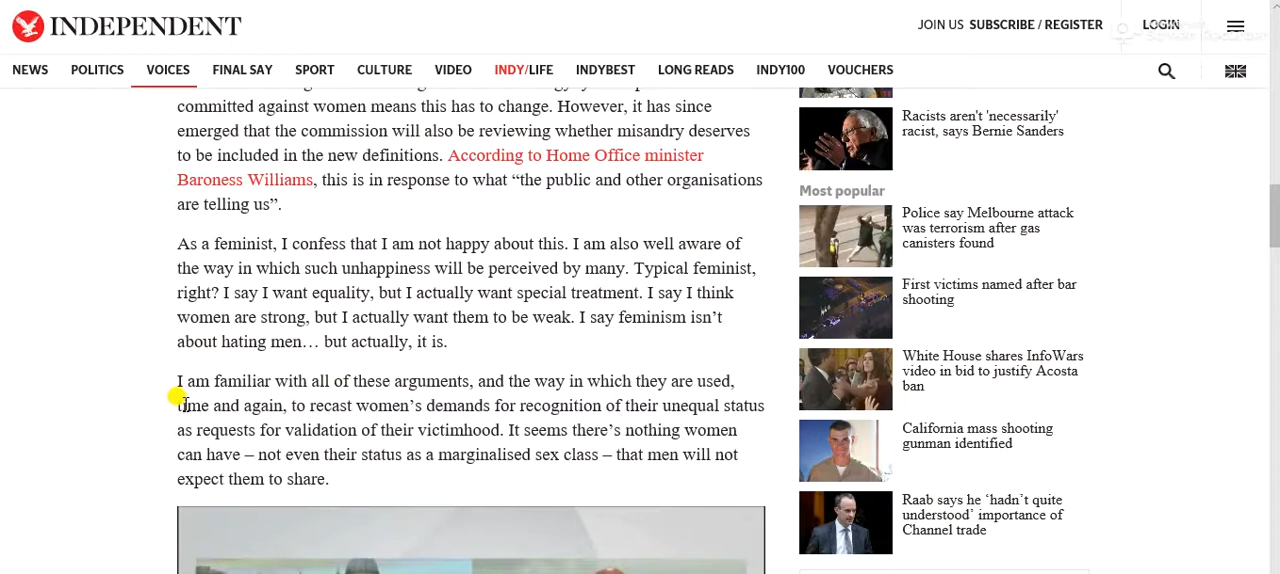 INDEPENDENT
JOIN US SUBSCRIBE / REGISTER LOGIN
NEWS POLITICS VOICES FINAL SAY SPORT CULTURE VIDEO INDY/LIFE INDYBEST LONG READS INDY100 VOUCHERS
committed against women means this has to change. However, it has since
emerged that the commission will also be reviewing whether misandry deserves
to be included in the new definitions. According to Home Office minister
Baroness Williams, this is in response to what “the public and other organisations
are telling us”.
As a feminist, I confess that I am not happy about this. I am also well aware of
the way in which such unhappiness will be perceived by many. Typical feminist,
right? I say I want equality, but I actually want special treatment. I say I think
women are strong, but I actually want them to be weak. I say feminism isn’t
about hating men… but actually, it is.
I am familiar with all of these arguments, and the way in which they are used,
time and again, to recast women’s demands for recognition of their unequal status
as requests for validation of their victimhood. It seems there’s nothing women
can have – not even their status as a marginalised sex class – that men will not
expect them to share.
Racists aren't 'necessarily'
racist, says Bernie Sanders
Most popular
Police say Melbourne attack
was terrorism after gas
canisters found
First victims named after bar
shooting
White House shares InfoWars
video in bid to justify Acosta
ban
California mass shooting
gunman identified
Raab says he ‘hadn’t quite
understood’ importance of
Channel trade